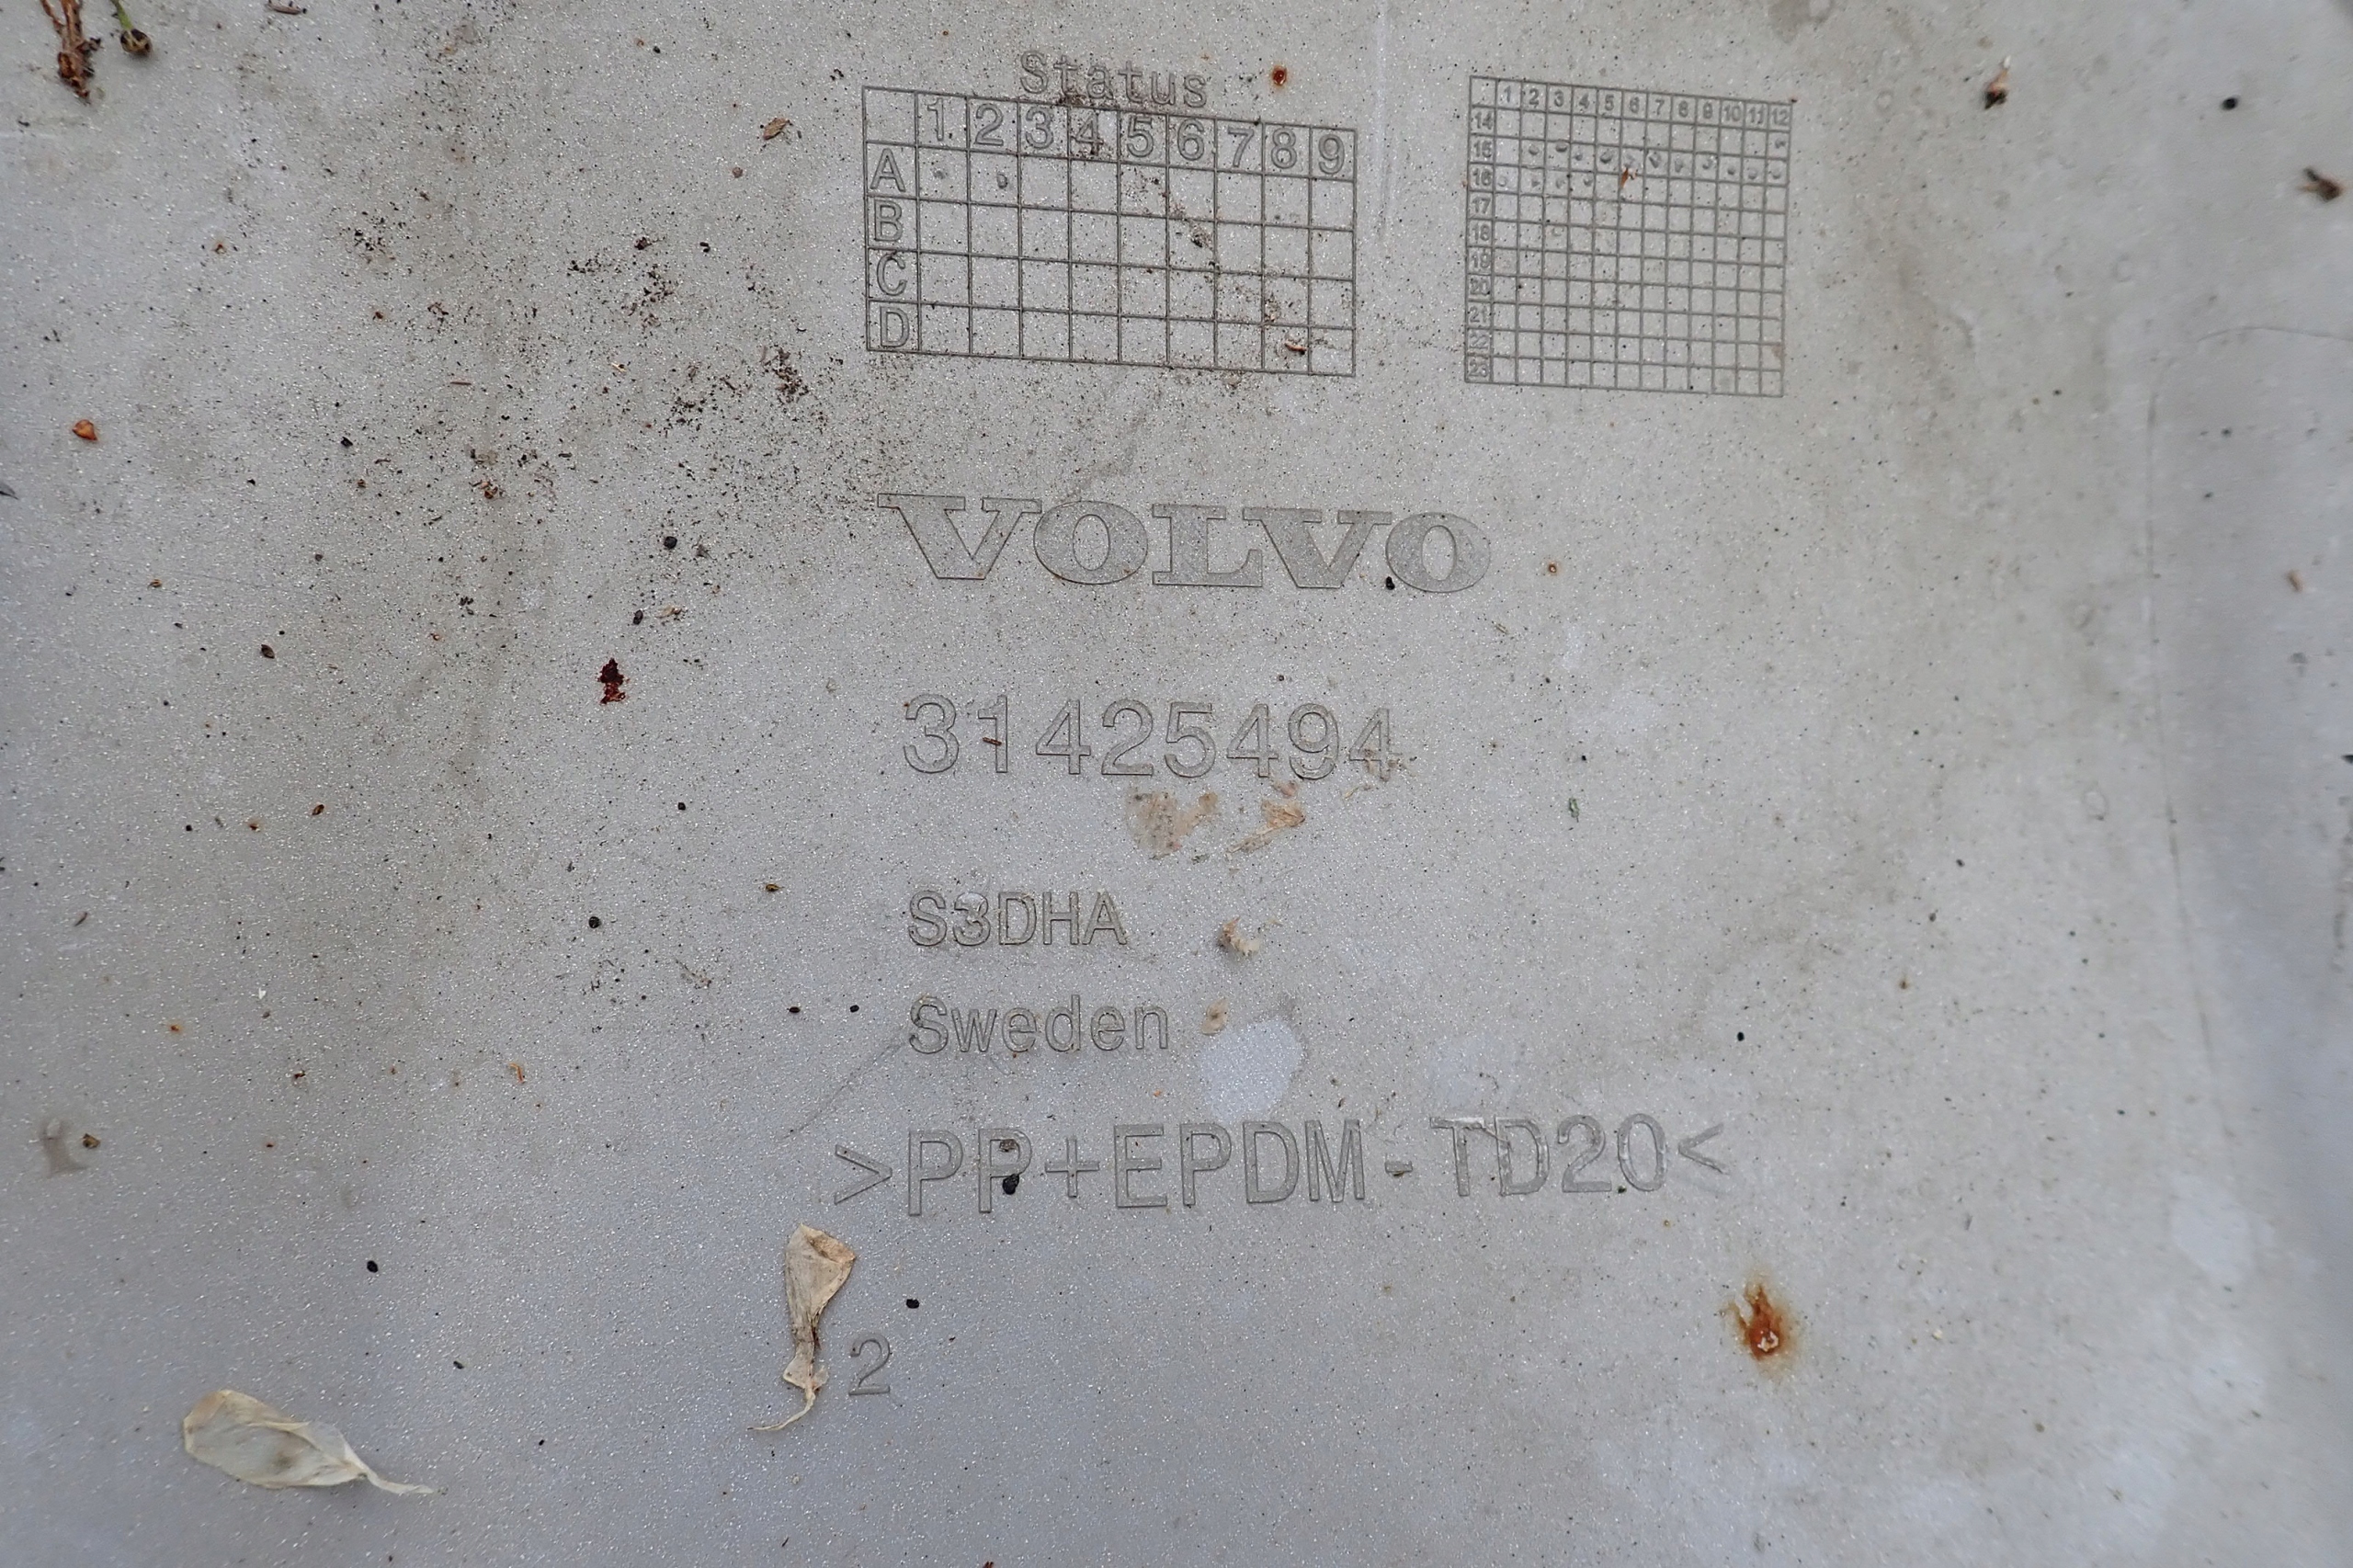 Status
1 2 3 4 5 6 7 8 9
A
B
C
D
1 2 3 4 5 6 7 8 9 10 11 12
14
15
16
17
18
19
20
21
22
23
VOLVO
31425494
S3DHA
Sweden
>PP+EPDM-TD20<
2